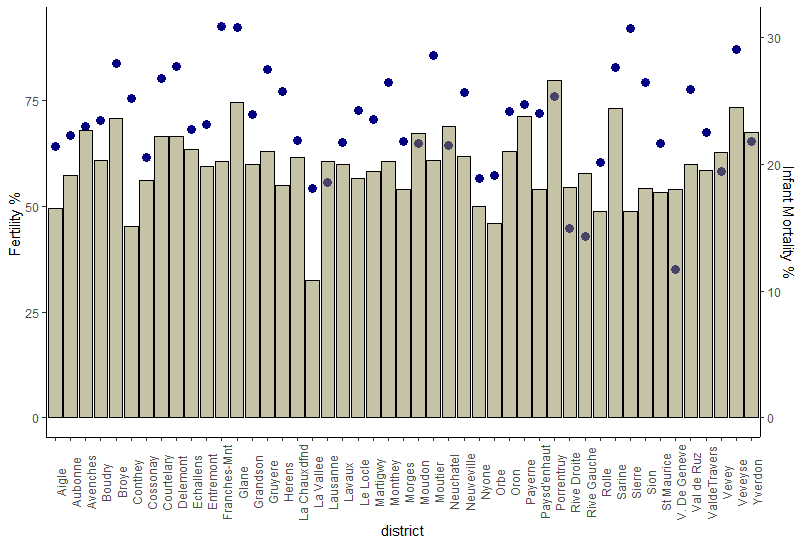 Fertility %
75
50
25
0
30
20
10
0
Infant Mortality %
Aigle
Aubonne
Avenches
Boudry
Broye
Conthey
Cossonay
Courtelary
Delemont
Echallens
Entremont
Franches-Mnt
Glane
Grandson
Gruyere
Herens
La Chauxdfnd
La Vallee
Lausanne
Lavaux
Le Locle
Martigwy
Monthey
Morges
Moudon
Moutier
Neuchatel
Neuveville
Nyone
Orbe
Oron
Payerne
Paysd'enhaut
Porrentruy
Rive Droite
Rive Gauche
Rolle
Sarine
Sierre
Sion
St Maurice
V. De Geneve
Val de Ruz
ValdeTravers
Vevey
Veveyse
Yverdon
district